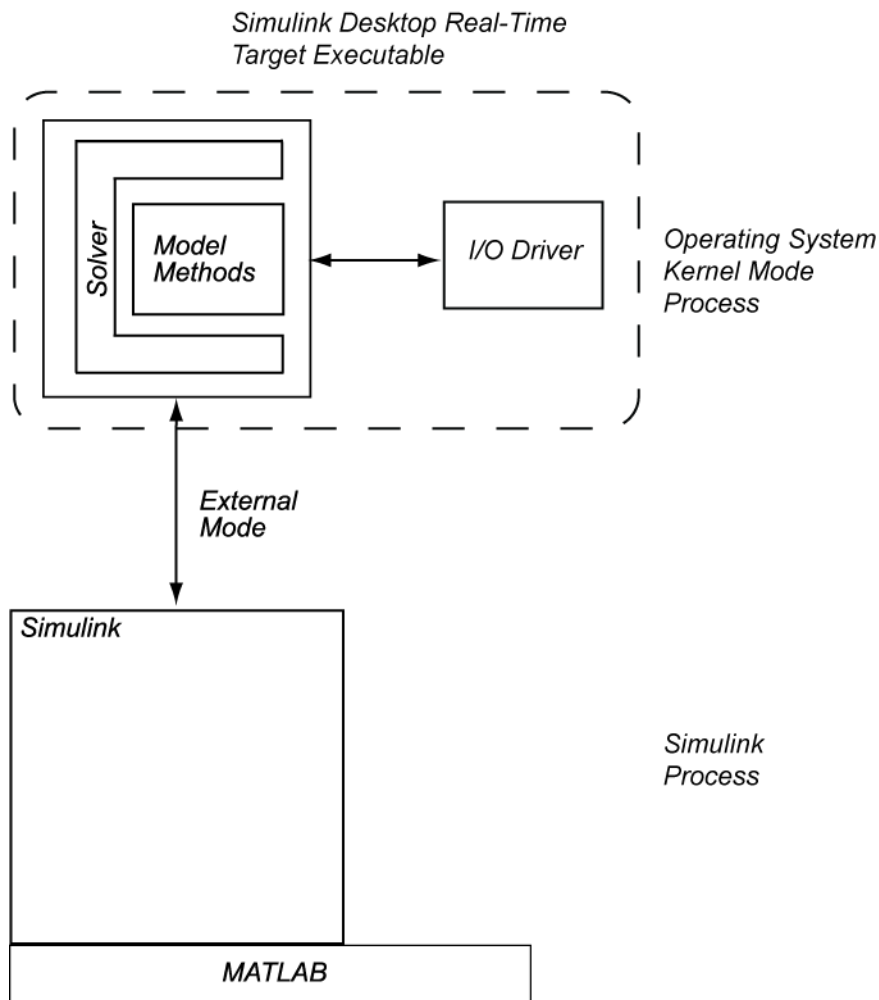 Simulink Desktop Real-Time
Target Executable
Solver
Model
Methods
I/O Driver
Operating System
Kernel Mode
Process
External
Mode
Simulink
Simulink
Process
MATLAB